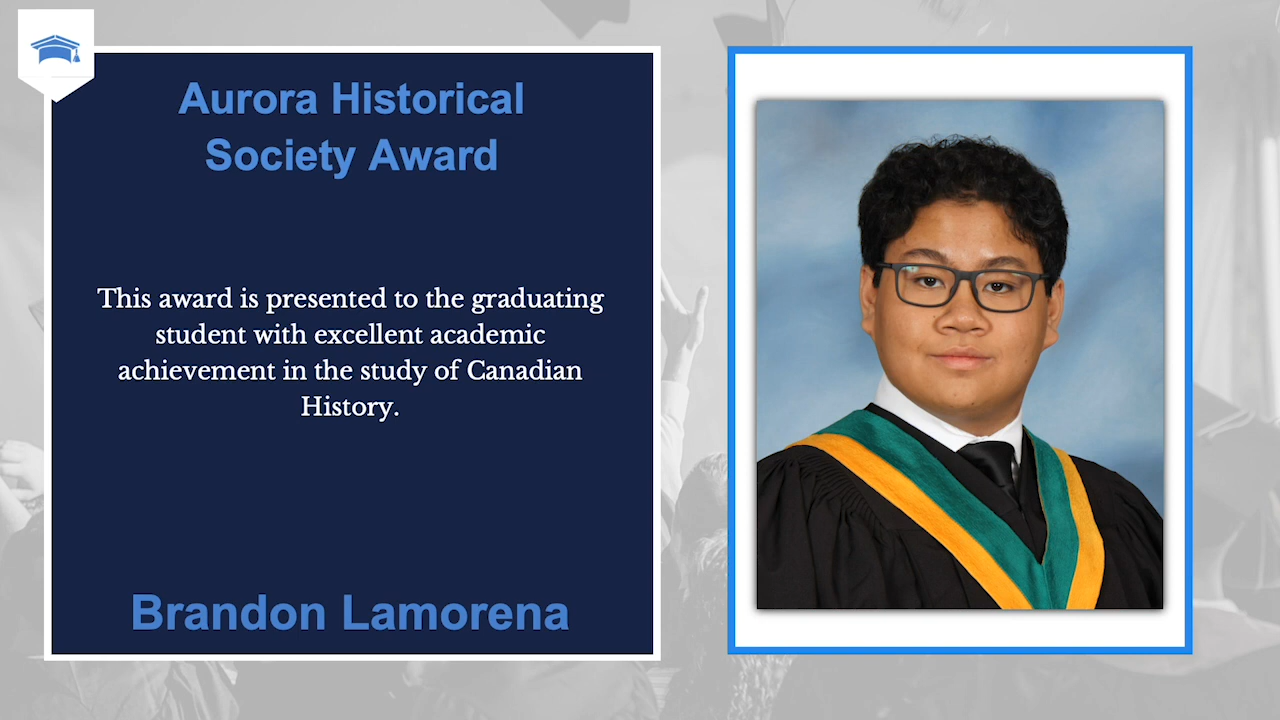 Aurora Historical
Society Award
This award is presented to the graduating
student with excellent academic
achievement in the study of Canadian
History.
Brandon Lamorena